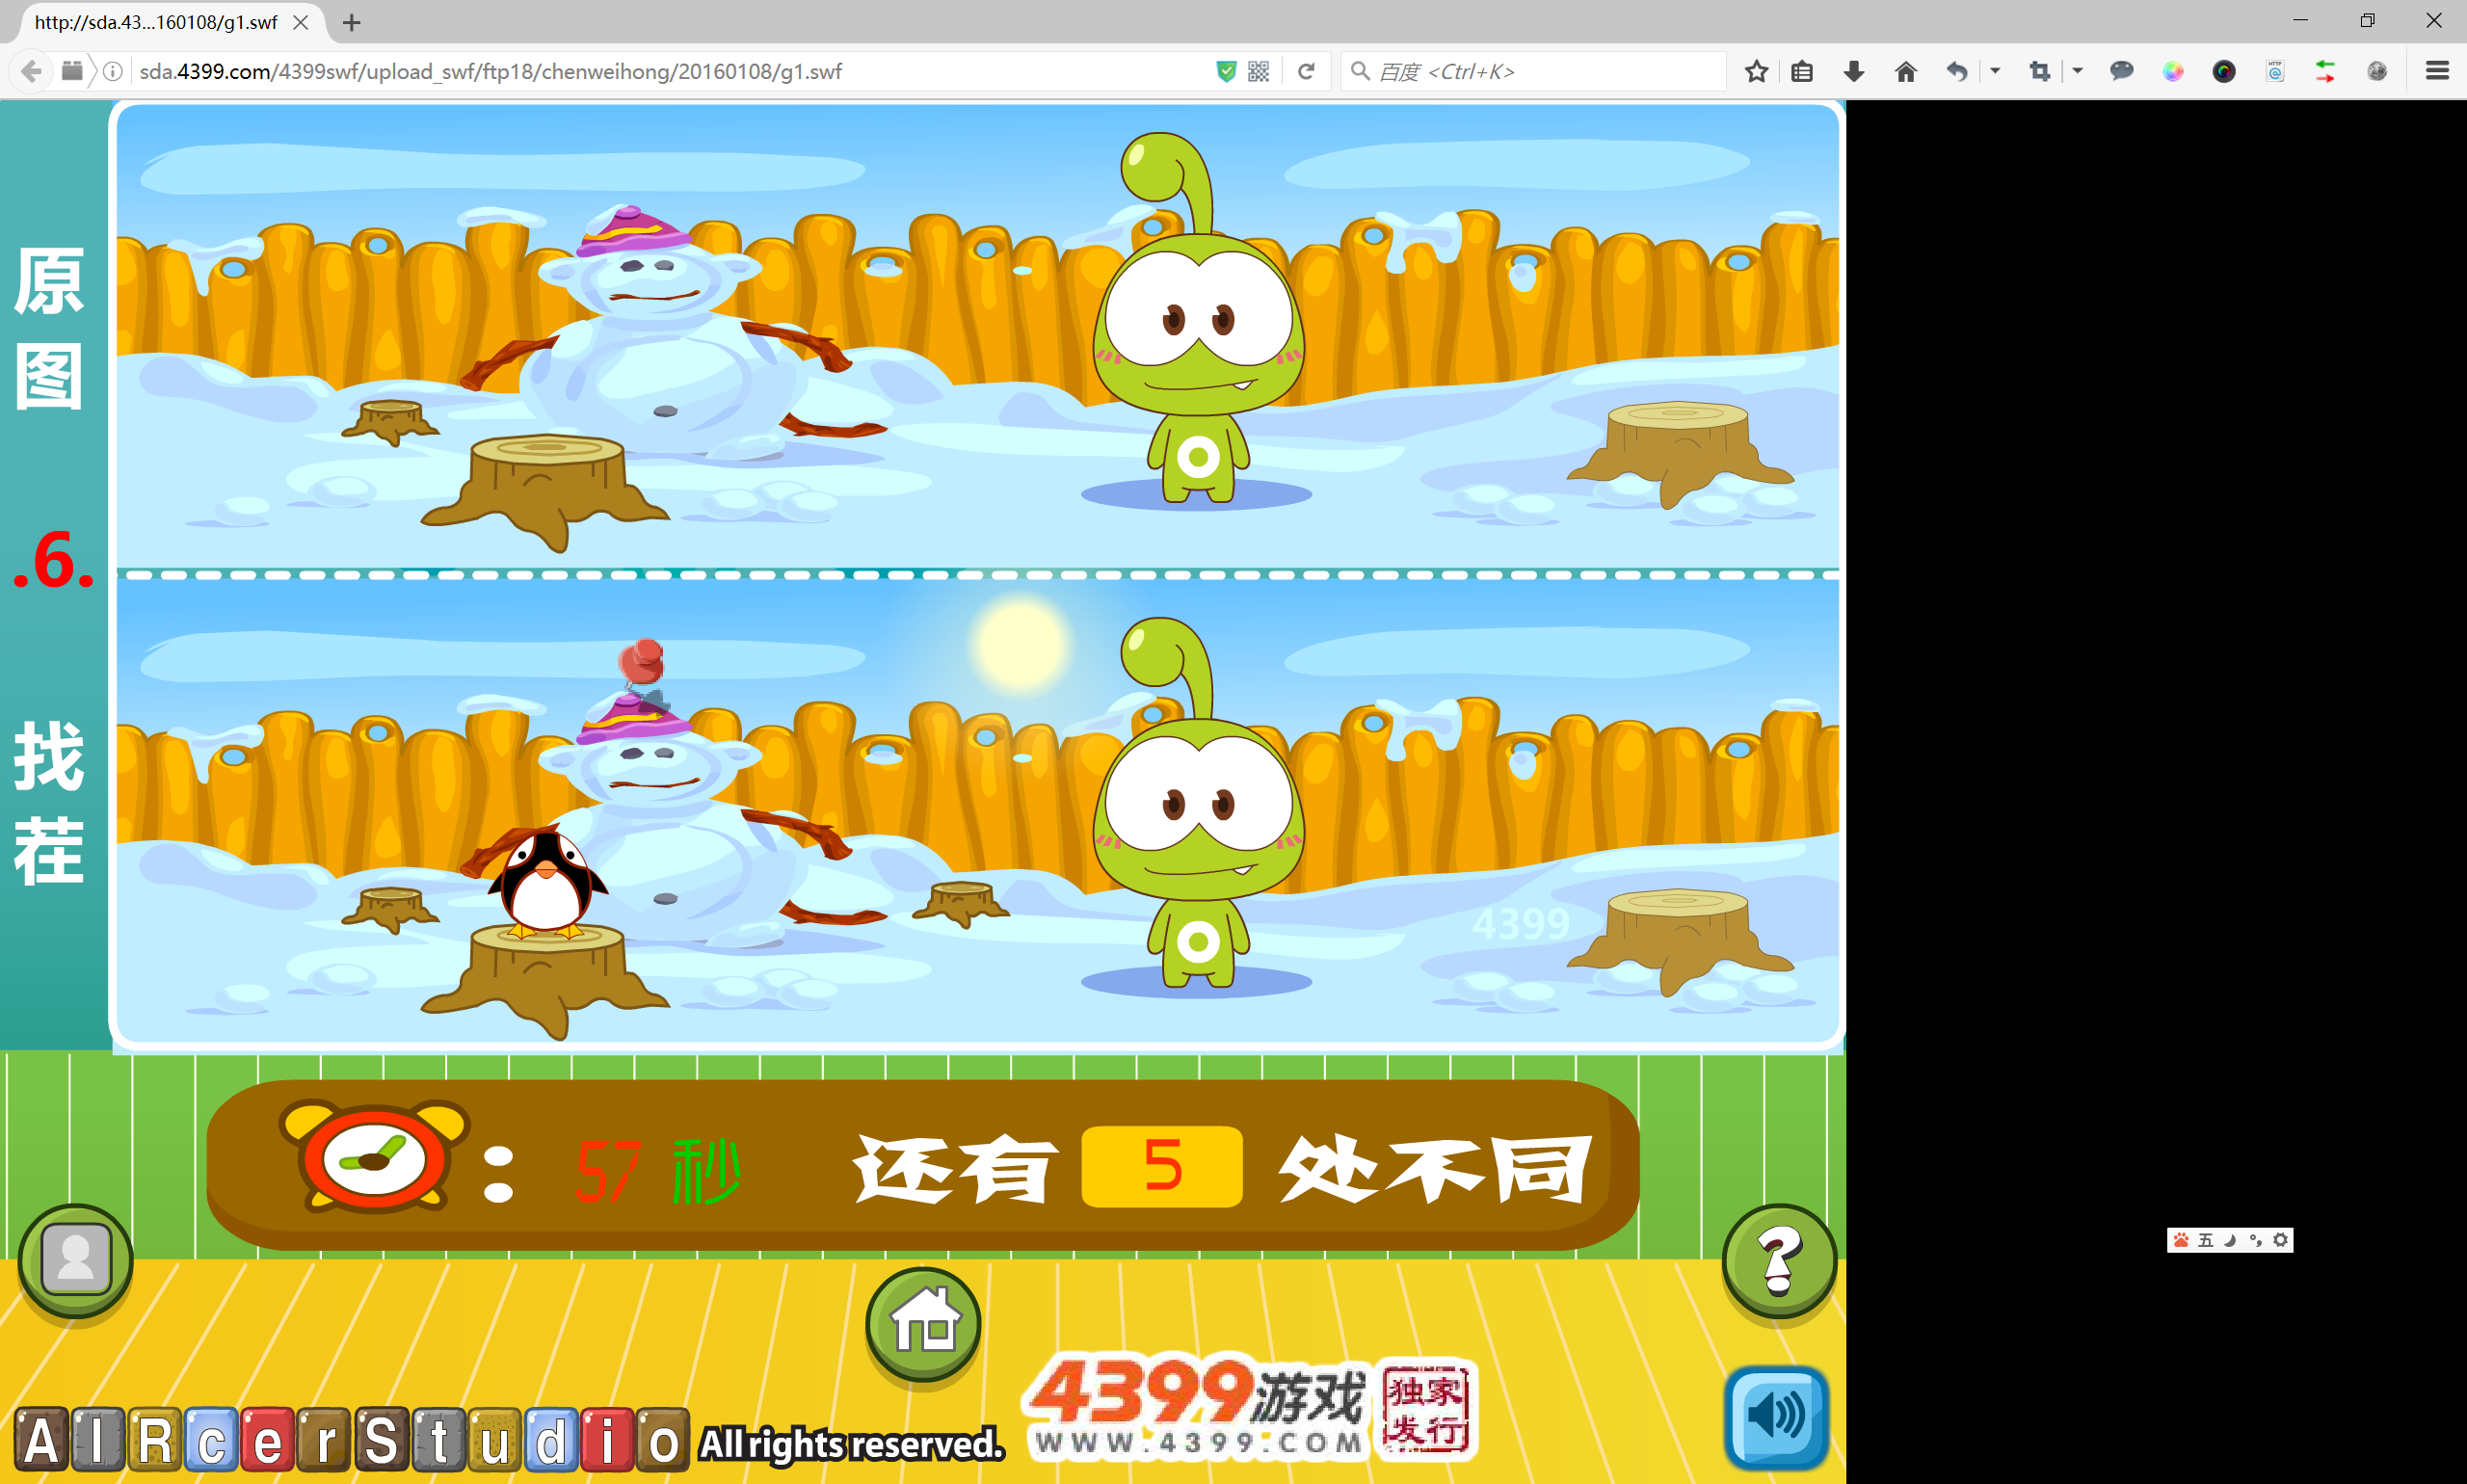 http://sda.43...160108/g1.swf
sda.4399.com/4399swf/upload_swf/ftp18/chenweihong/20160108/g1.swf
百度 <Ctrl+K>
原图
.6.
找茬
4399
57 秒 还有 5 处不同
?
五
AIRcerStudio All rights reserved.
4399游戏
WWW.4399.COM
独家发行